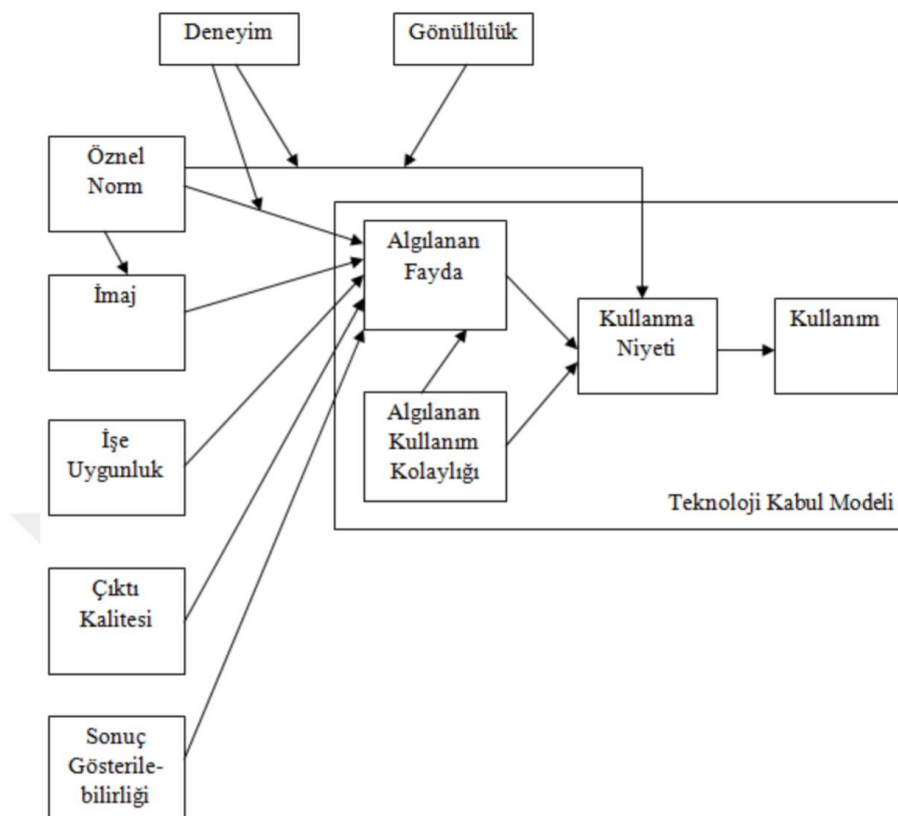 Deneyim
Gönüllülük
Öznel
Norm
İmaj
İşe
Uygunluk
Çıktı
Kalitesi
Sonuç
Gösterile-
bilirliği
Algılanan
Fayda
Algılanan
Kullanım
Kolaylığı
Kullanma
Niyeti
Kullanım
Teknoloji Kabul Modeli